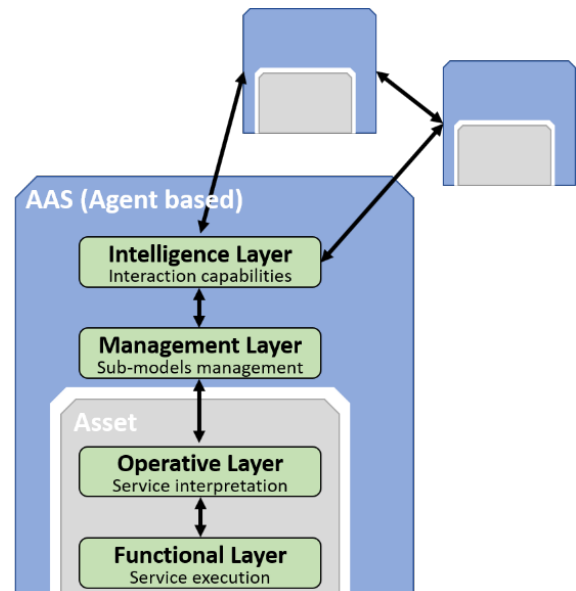 AAS (Agent based)
Intelligence Layer
Interaction capabilities
Management Layer
Sub-models management
Asset
Operative Layer
Service interpretation
Functional Layer
Service execution